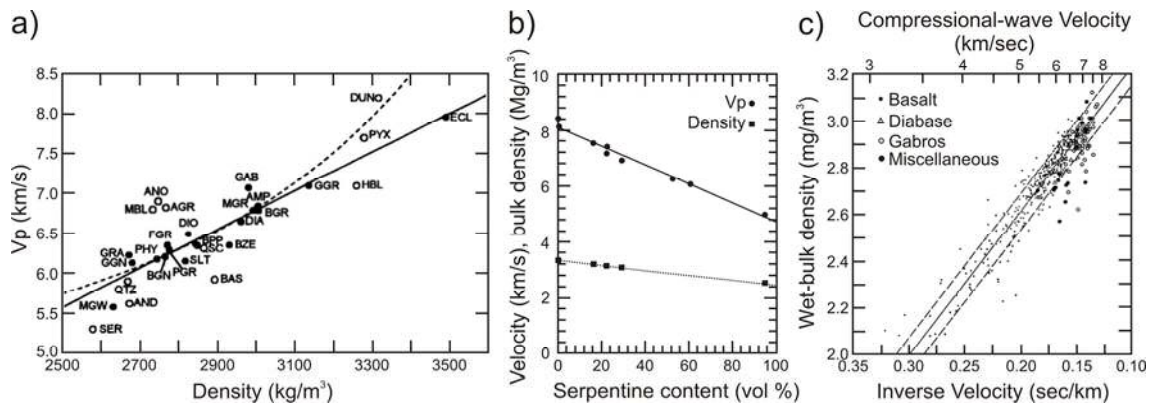 a)
Vp (km/s)
8.5
8.0
7.5
7.0
6.5
6.0
5.5
5.0
DUN
ECL
PYX
GAB
GGR
HBL
ANO
AMP
MGR
MBL
AGR
BGR
DIO
DIA
EGR
BPP
GRA
PHY
QSC
BZE
GGN
SLT
BGN
PGR
QTZ
BAS
MGW
AND
SER
2500
2700
2900
3100
3300
3500
Density (kg/m³)
b)
Velocity (km/s), bulk density (Mg/m³)
10
8
6
4
2
0
Vp
Density
0
20
40
60
80
100
Serpentine content (vol %)
c)
Compressional-wave Velocity
(km/sec)
3
4
5
6
7
8
Wet-bulk density (mg/m³)
3.2
3.0
2.8
2.6
2.4
2.2
2.0
Basalt
Diabase
Gabros
Miscellaneous
0.35
0.30
0.25
0.20
0.15
0.10
Inverse Velocity (sec/km)